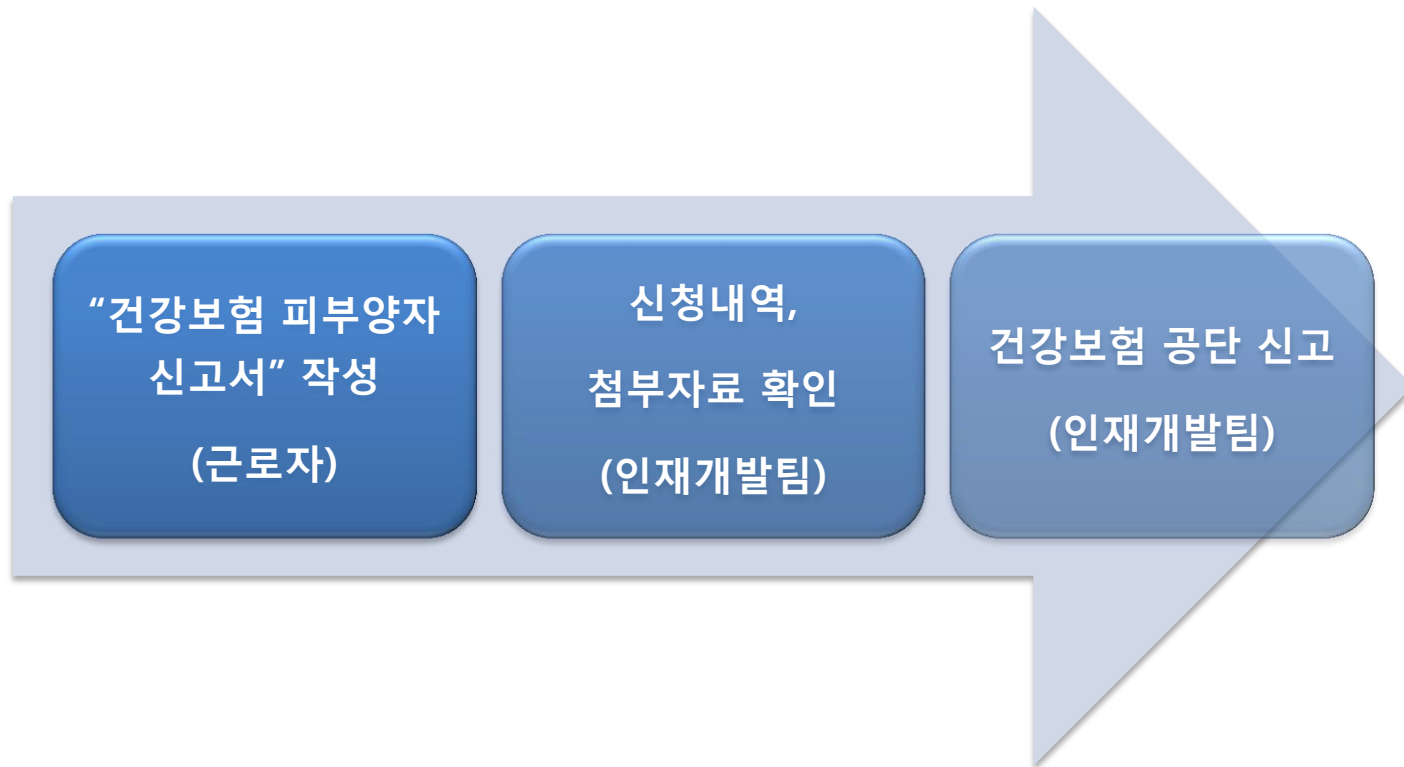 “건강보험 피부양자
신고서” 작성
(근로자)
신청내역,
첨부자료 확인
(인재개발팀)
건강보험 공단 신고
(인재개발팀)